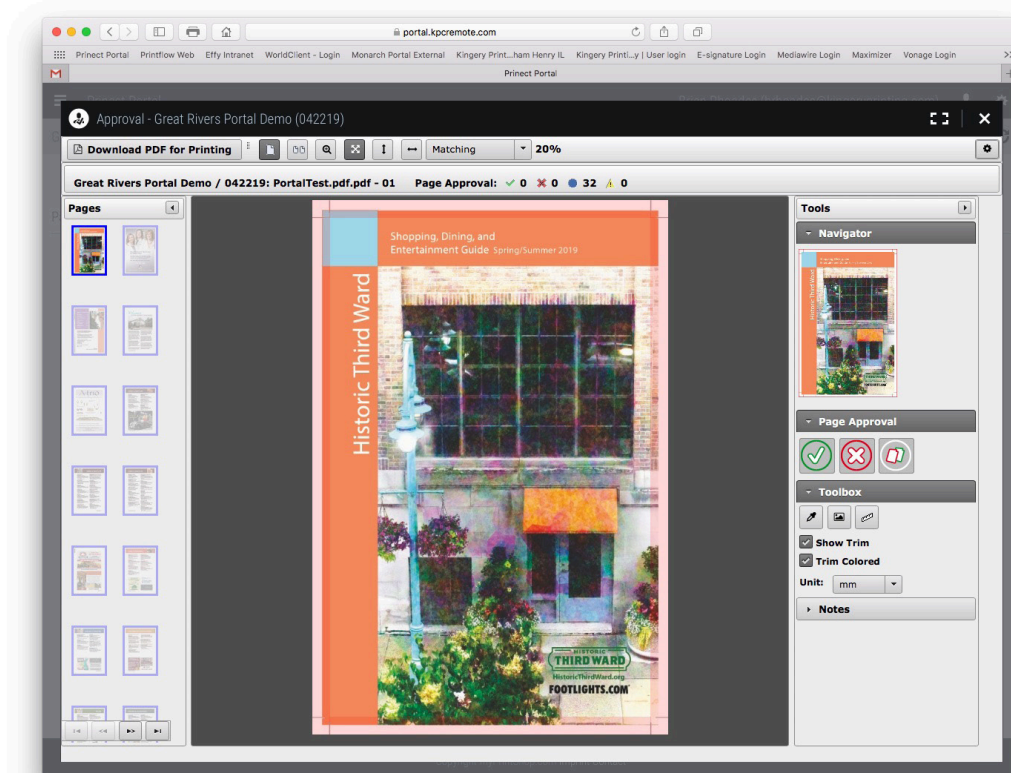 portal.kpcremote.com
Prinect Portal Printflow Web Effy Intranet WorldClient - Login Monarch Portal External Kingery Print...ham Henry IL Kingery Printi...y | User login E-signature Login Mediawire Login Maximizer Vonage Login
Prinect Portal
Approval - Great Rivers Portal Demo (042219)
Download PDF for Printing Matching 20%
Great Rivers Portal Demo / 042219: PortalTest.pdf.pdf - 01 Page Approval: 0 0 32 0
Pages
Shopping, Dining, and
Entertainment Guide Spring/Summer 2019
Historic Third Ward
HISTORIC
THIRD WARD
HistoricThirdWard.org
FOOTLIGHTS.COM
Tools
Navigator
Page Approval
Toolbox
Show Trim
Trim Colored
Unit: mm
Notes